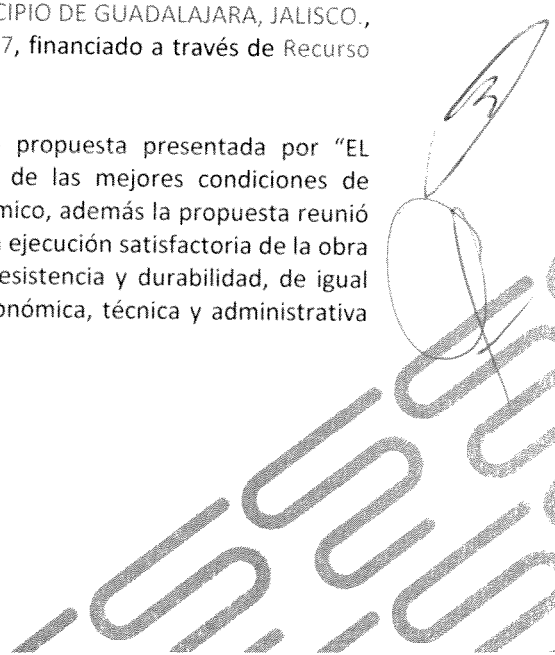 CIPIO DE GUADALAJARA, JALISCO.,
7, financiado a través de Recurso
propuesta presentada por “EL
de las mejores condiciones de
mico, además la propuesta reunió
ejecución satisfactoria de la obra
esistencia y durabilidad, de igual
onómica, técnica y administrativa